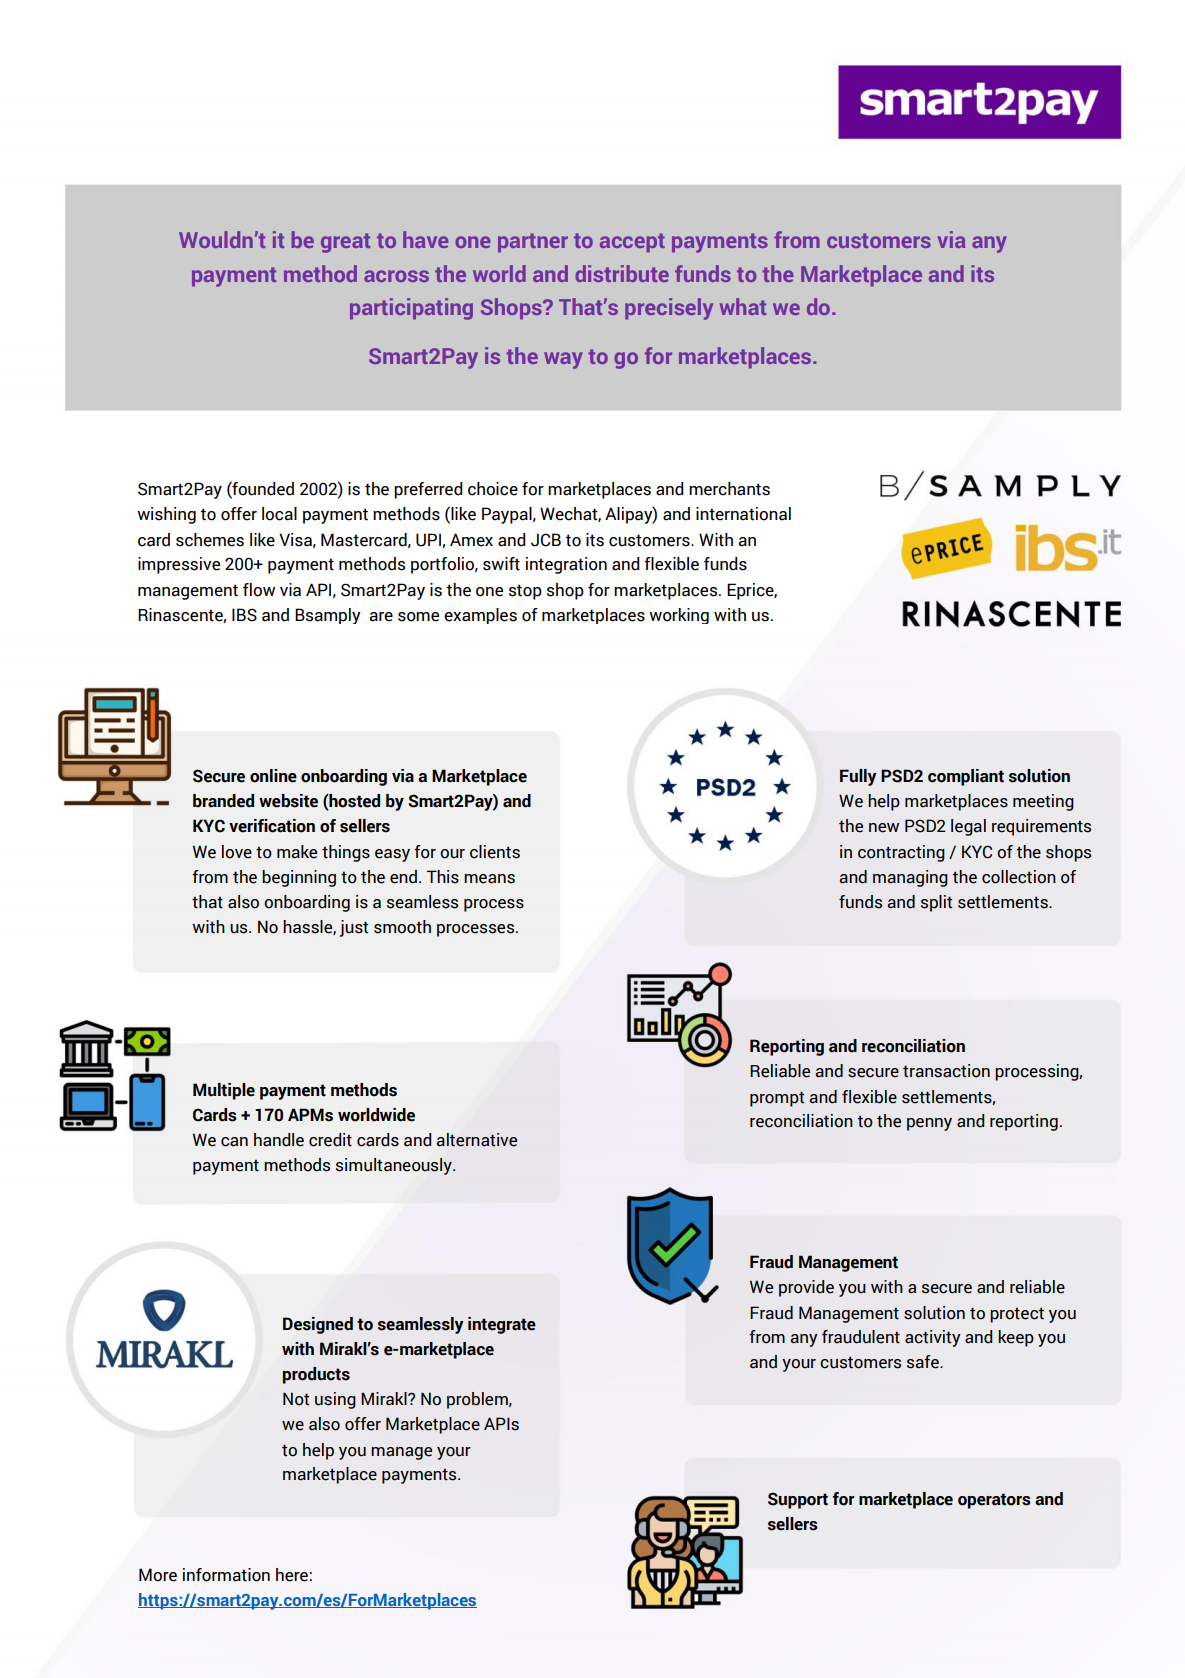 smart2pay
Wouldn't it be great to have one partner to accept payments from customers via any
payment method across the world and distribute funds to the Marketplace and its
participating Shops? That's precisely what we do.
Smart2Pay is the way to go for marketplaces.
Smart2Pay (founded 2002) is the preferred choice for marketplaces and merchants
wishing to offer local payment methods (like Paypal, Wechat, Alipay) and international
card schemes like Visa, Mastercard, UPI, Amex and JCB to its customers. With an
impressive 200+ payment methods portfolio, swift integration and flexible funds
management flow via API, Smart2Pay is the one stop shop for marketplaces. Eprice,
Rinascente, IBS and Bsamply  are some examples of marketplaces working with us.
B/SAMPLY
ePRICE
ibs.it
RINASCENTE
Secure online onboarding via a Marketplace
branded website (hosted by Smart2Pay) and
KYC verification of sellers
We love to make things easy for our clients
from the beginning to the end. This means
that also onboarding is a seamless process
with us. No hassle, just smooth processes.
PSD2
Fully PSD2 compliant solution
We help marketplaces meeting
the new PSD2 legal requirements
in contracting / KYC of the shops
and managing the collection of
funds and split settlements.
Multiple payment methods
Cards + 170 APMs worldwide
We can handle credit cards and alternative
payment methods simultaneously.
Reporting and reconciliation
Reliable and secure transaction processing,
prompt and flexible settlements,
reconciliation to the penny and reporting.
MIRAKL
Designed to seamlessly integrate
with Mirakl's e-marketplace
products
Not using Mirakl? No problem,
we also offer Marketplace APIs
to help you manage your
marketplace payments.
Fraud Management
We provide you with a secure and reliable
Fraud Management solution to protect you
from any fraudulent activity and keep you
and your customers safe.
Support for marketplace operators and
sellers
More information here:
https://smart2pay.com/es/ForMarketplaces